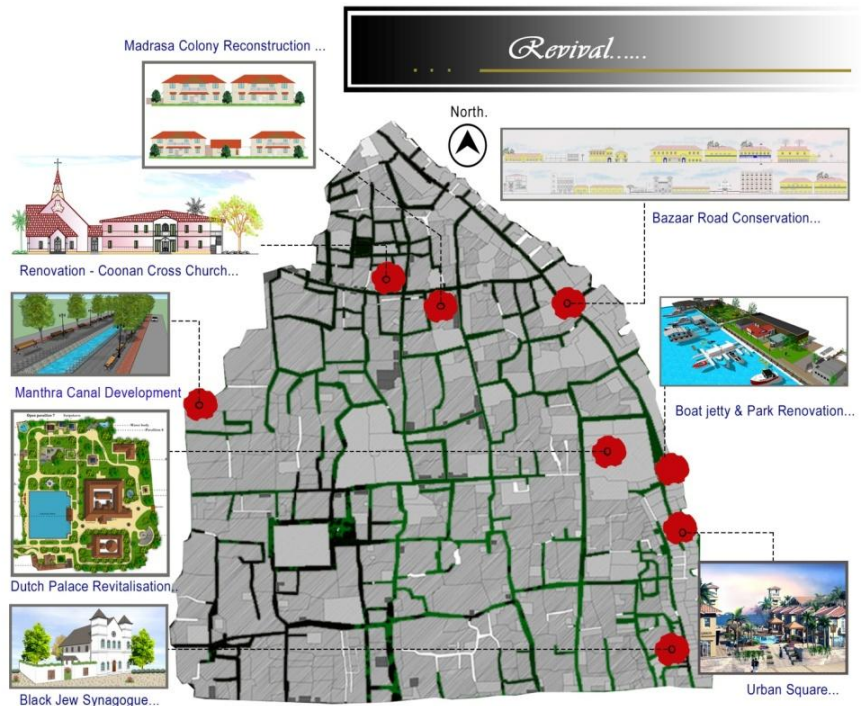 Revival......
Madrasa Colony Reconstruction ...
North.
Bazaar Road Conservation...
Renovation - Coonan Cross Church...
Manthra Canal Development
Boat jetty & Park Renovation...
Dutch Palace Revitalisation..
Urban Square...
Black Jew Synagogue...